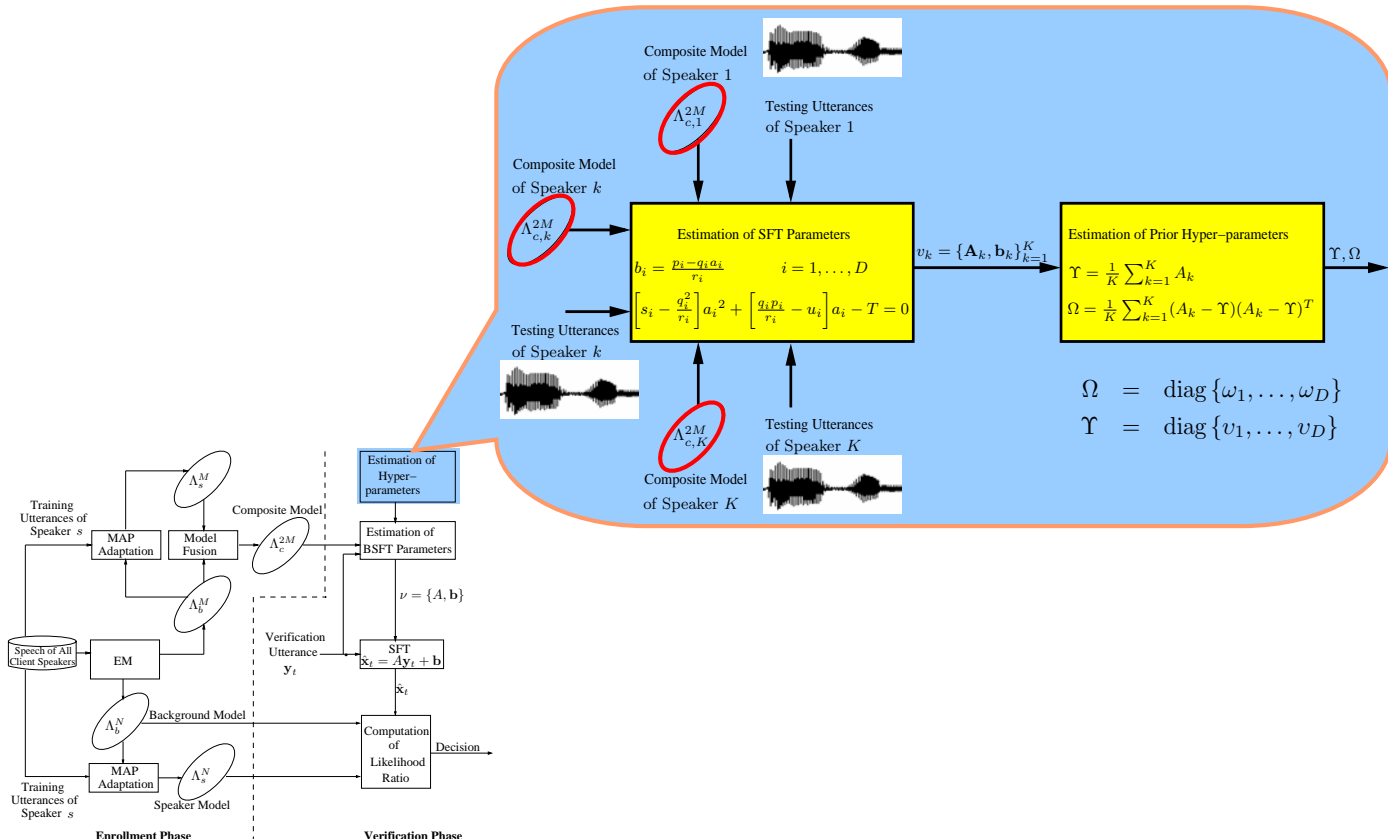 Composite Model
of Speaker 1
Λ_{c,1}^{2M}
Testing Utterances
of Speaker 1
Composite Model
of Speaker k
Λ_{c,k}^{2M}
Estimation of SFT Parameters
b_i = \frac{p_i − q_i a_i}{r_i} i = 1, . . . , D
[s_i − \frac{q_i^2}{r_i}] a_i^2 + [\frac{q_i p_i}{r_i} − u_i] a_i − T = 0
v_k = {A_k, b_k}_{k=1}^{K}
Estimation of Prior Hyper−parameters
Υ = \frac{1}{K} ∑_{k=1}^{K} A_k
Ω = \frac{1}{K} ∑_{k=1}^{K} (A_k − Υ)(A_k − Υ)^T
Υ, Ω
Testing Utterances
of Speaker k
Ω = diag {ω_1, . . . , ω_D}
Υ = diag {υ_1, . . . , υ_D}
Λ_{c,K}^{2M}
Composite Model
of Speaker K
Testing Utterances
of Speaker K
Estimation of
Hyper−
parameters
Λ_s^M
Training
Utterances of
Speaker s
MAP
Adaptation
Model
Fusion
Composite Model
Λ_c^{2M}
Estimation of
BSFT Parameters
Λ_b^M
ν = {A, b}
Speech of All
Client Speakers
EM
Verification
Utterance
y_t
SFT
x̂_t = Ay_t + b
x̂_t
Λ_b^N
Background Model
Computation
of
Likelihood
Ratio
Decision
MAP
Adaptation
Λ_s^N
Training
Utterances of
Speaker s
Speaker Model
Enrollment Phase
Verification Phase